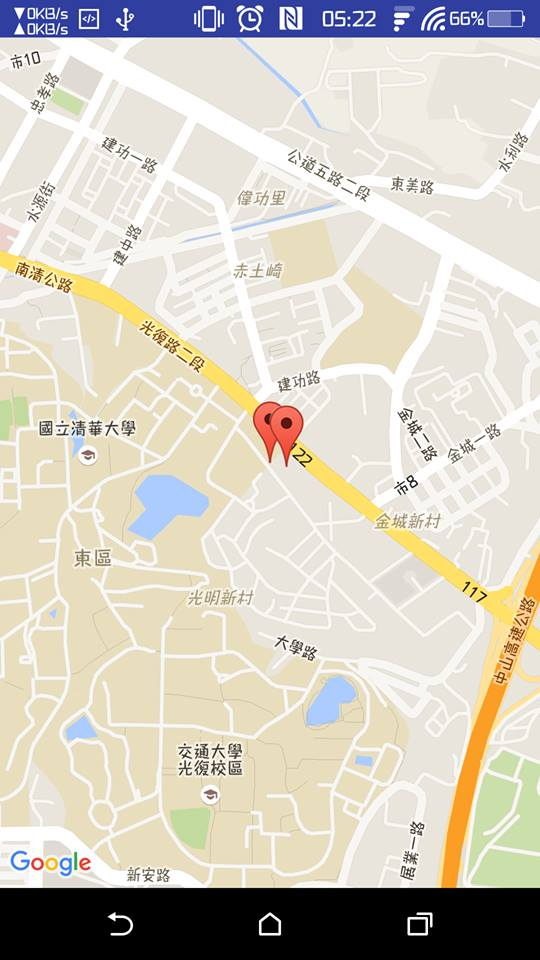 0KB/s
0KB/s
05:22
66%
市10
忠孝路
建功一路
公道五路二段
水利路
東美路
水源街
偉功里
建中路
赤土崎
南清公路
光復路二段
建功路
國立清華大學
122
金城二路
金城一路
市8
金城新村
東區
光明新村
117
中山高速公路
大學路
交通大學
光復校區
居業一路
Google
新安路